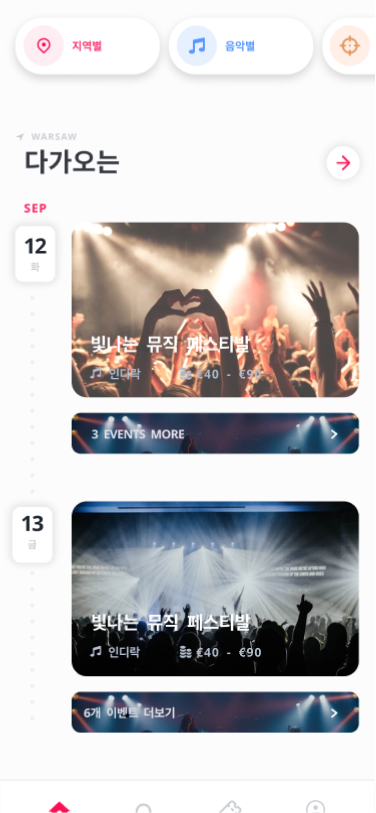 지역별
음악별
WARSAW
다가오는
SEP
12
화
빛나는 뮤직 페스티발
인디락 €40 - €90
3 EVENTS MORE
13
금
빛나는 뮤직 페스티발
인디락 €40 - €90
6개 이벤트 더보기